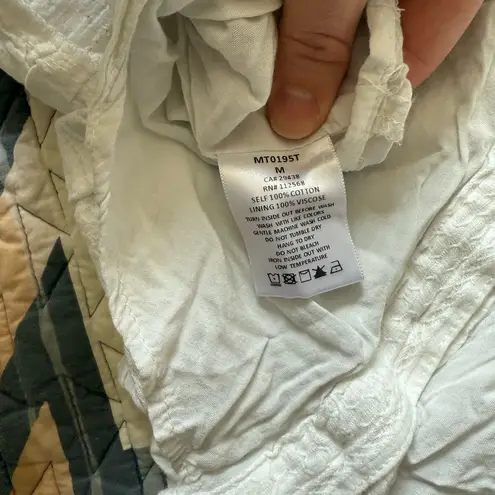 MT0195T
M
CA# 29438
RN# 112568
SELF 100% COTTON
LINING 100% VISCOSE
TURN INSIDE OUT BEFORE WASH
WASH WITH LIKE COLORS
GENTLE MACHINE WASH COLD
DO NOT TUMBLE DRY
HANG TO DRY
DO NOT BLEACH
IRON INSIDE OUT WITH
LOW TEMPERATURE